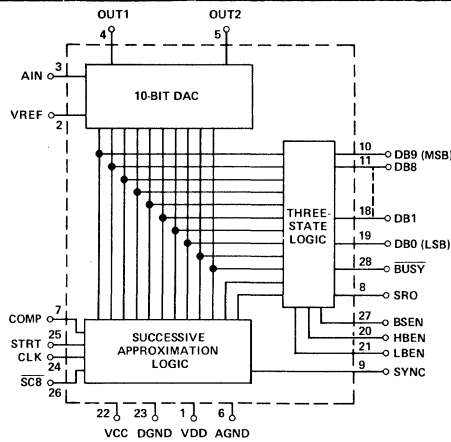 OUT1 OUT2
4 5
AIN 3
10-BIT DAC
VREF 2
10 DB9 (MSB)
11 DB8
THREE-
STATE
LOGIC
18 DB1
19 DB0 (LSB)
28 BUSY
8 SRO
COMP 7
27 BSEN
STRT 25
20 HBEN
CLK 24
21 LBEN
SUCCESSIVE
APPROXIMATION
LOGIC
9 SYNC
SC8 26
22 23 1 6
VCC DGND VDD AGND